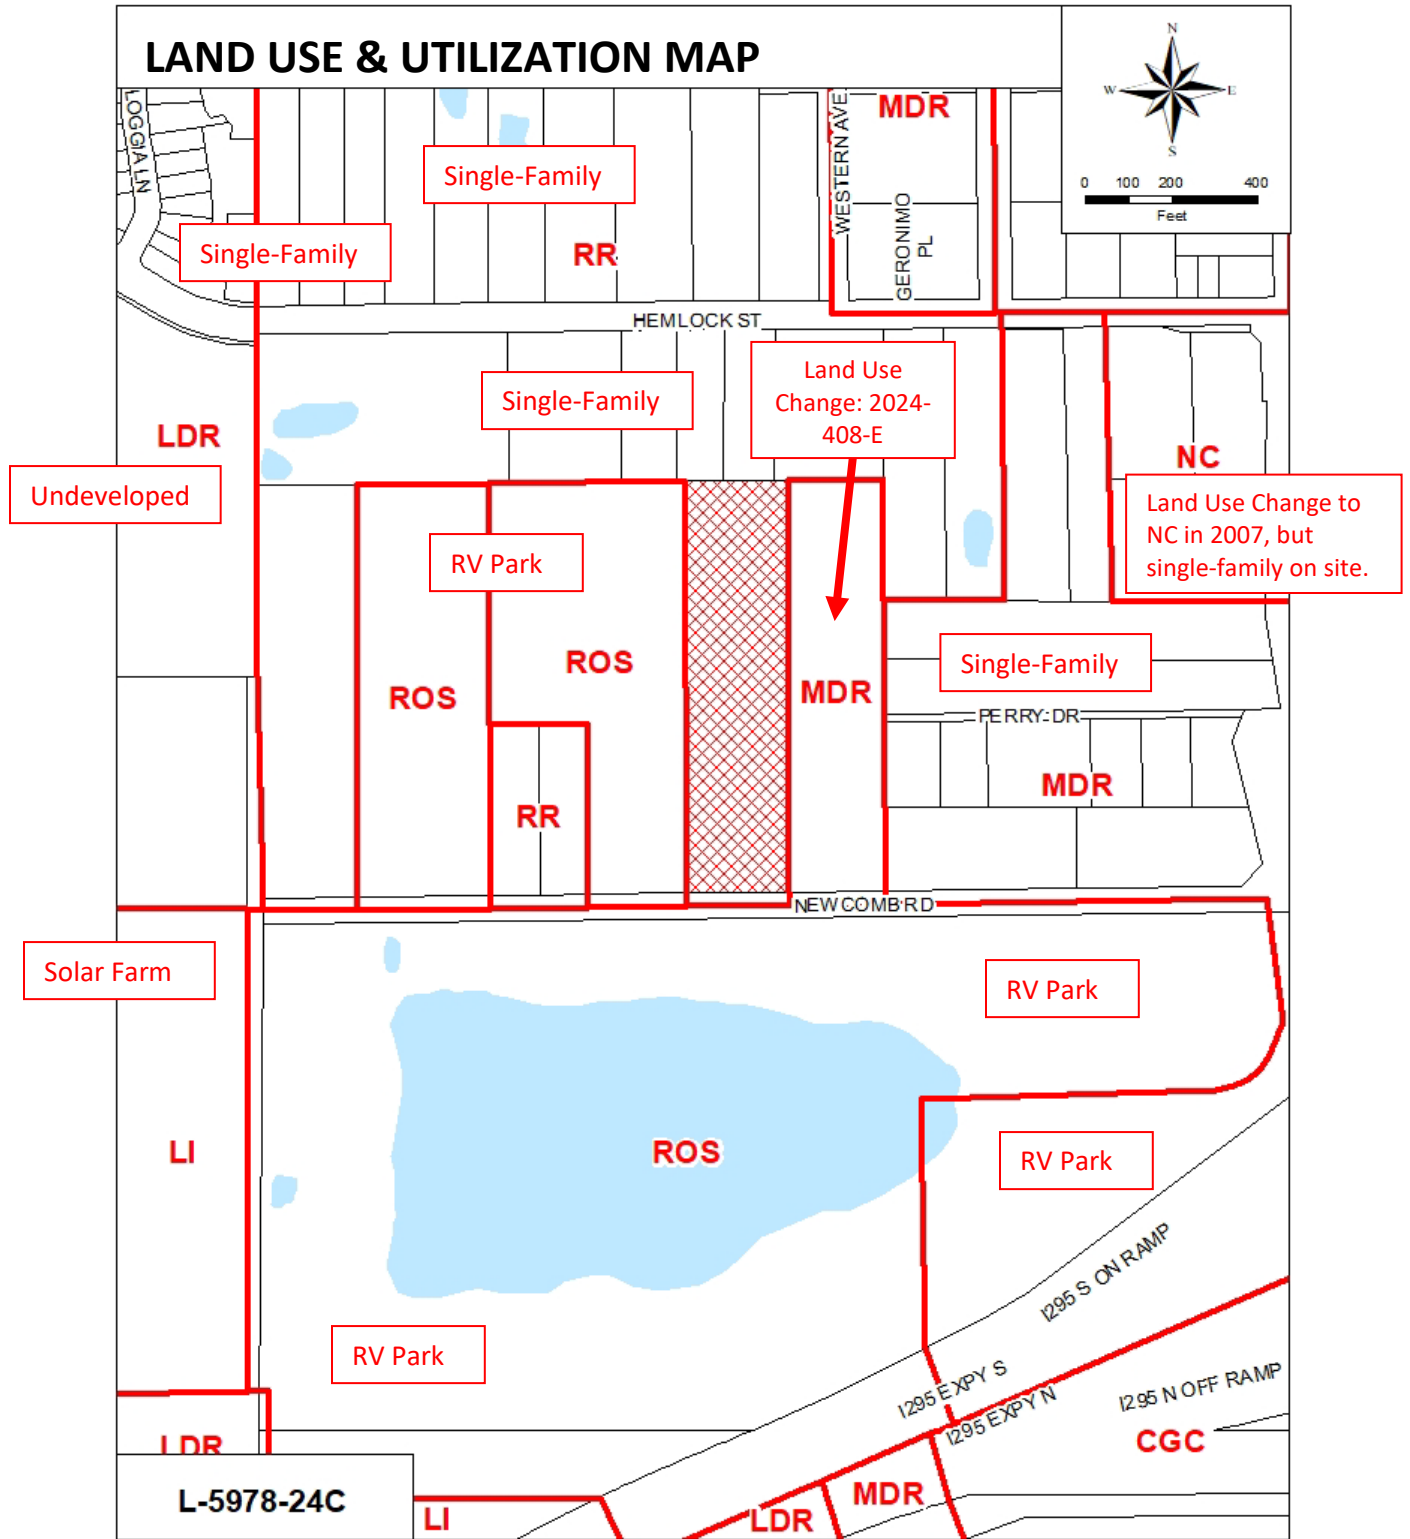 LAND USE & UTILIZATION MAP
N
W
E
S
0 100 200 400
Feet
LOGGIA LN
Single-Family
MDR
WESTERN AVE
GERONIMO
PL
Single-Family
RR
HEMLOCK ST
Land Use
Change: 2024-
408-E
Single-Family
LDR
NC
Undeveloped
Land Use Change to
NC in 2007, but
single-family on site.
RV Park
ROS
Single-Family
ROS
MDR
PERRY DR
MDR
RR
NEWCOMB RD
Solar Farm
RV Park
LI
ROS
RV Park
I295 S ON RAMP
RV Park
I295 EXPY S
I295 EXPY N
I295 N OFF RAMP
LDR
CGC
L-5978-24C
LI
LDR
MDR